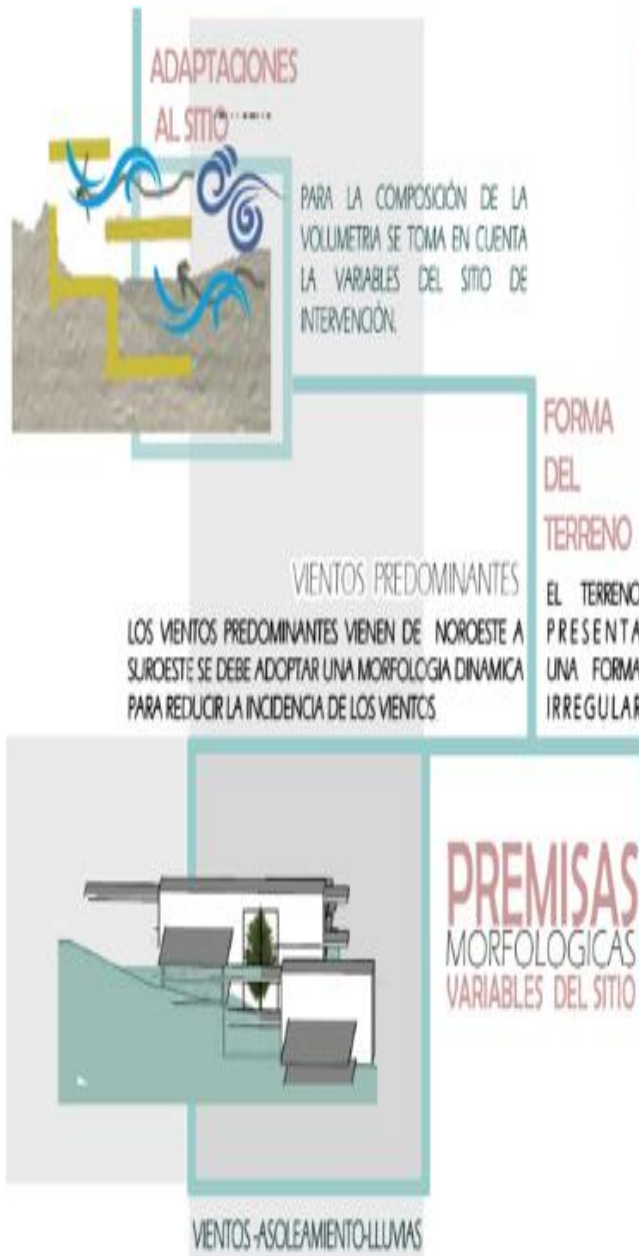 ADAPTACIONES
AL SITIO
PARA LA COMPOSICIÓN DE LA
VOLUMETRIA SE TOMA EN CUENTA
LA VARIABLES DEL SITIO DE
INTERVENCIÓN.
FORMA
DEL
TERRENO
EL TERRENO
PRESENTA
UNA FORMA
IRREGULAR
VIENTOS PREDOMINANTES
LOS VIENTOS PREDOMINANTES VIENEN DE NOROESTE A
SUROESTE SE DEBE ADOPTAR UNA MORFOLOGIA DINAMICA
PARA REDUCIR LA INCIDENCIA DE LOS VIENTOS
PREMISAS
MORFOLOGICAS
VARIABLES DEL SITIO
VIENTOS-ASOLEAMIENTO-LLUVIAS